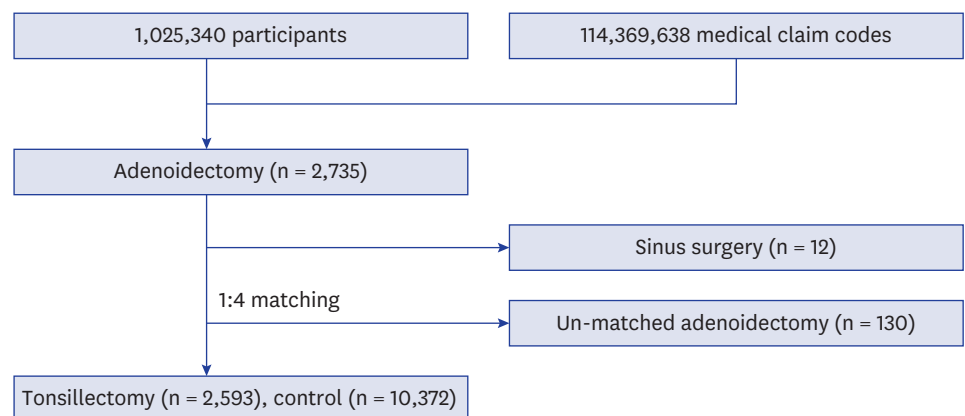 1,025,340 participants
114,369,638 medical claim codes
Adenoidectomy (n = 2,735)
Sinus surgery (n = 12)
1:4 matching
Un-matched adenoidectomy (n = 130)
Tonsillectomy (n = 2,593), control (n = 10,372)